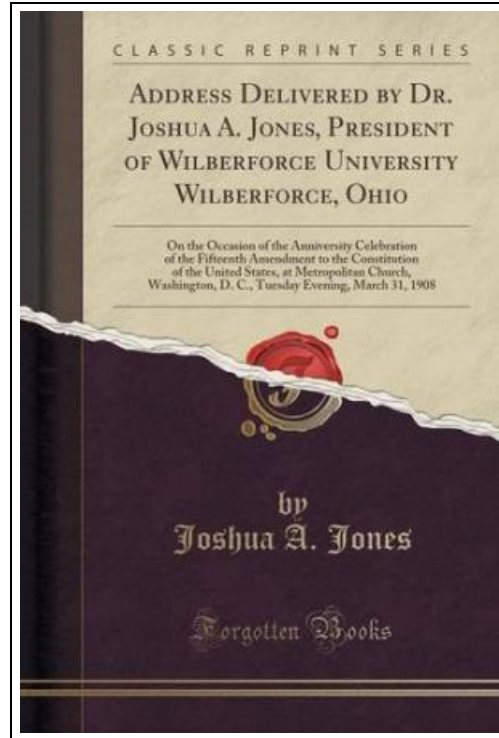 CLASSIC REPRINT SERIES
ADDRESS DELIVERED BY DR.
JOSHUA A. JONES, PRESIDENT
OF WILBERFORCE UNIVERSITY
WILBERFORCE, OHIO
On the Occasion of the Anniversity Celebration
of the Fifteenth Amendment to the Constitution
of the United States, at Metropolitan Church,
Washington, D. C., Tuesday Evening, March 31, 1908
by
Joshua A. Jones
Forgotten Books